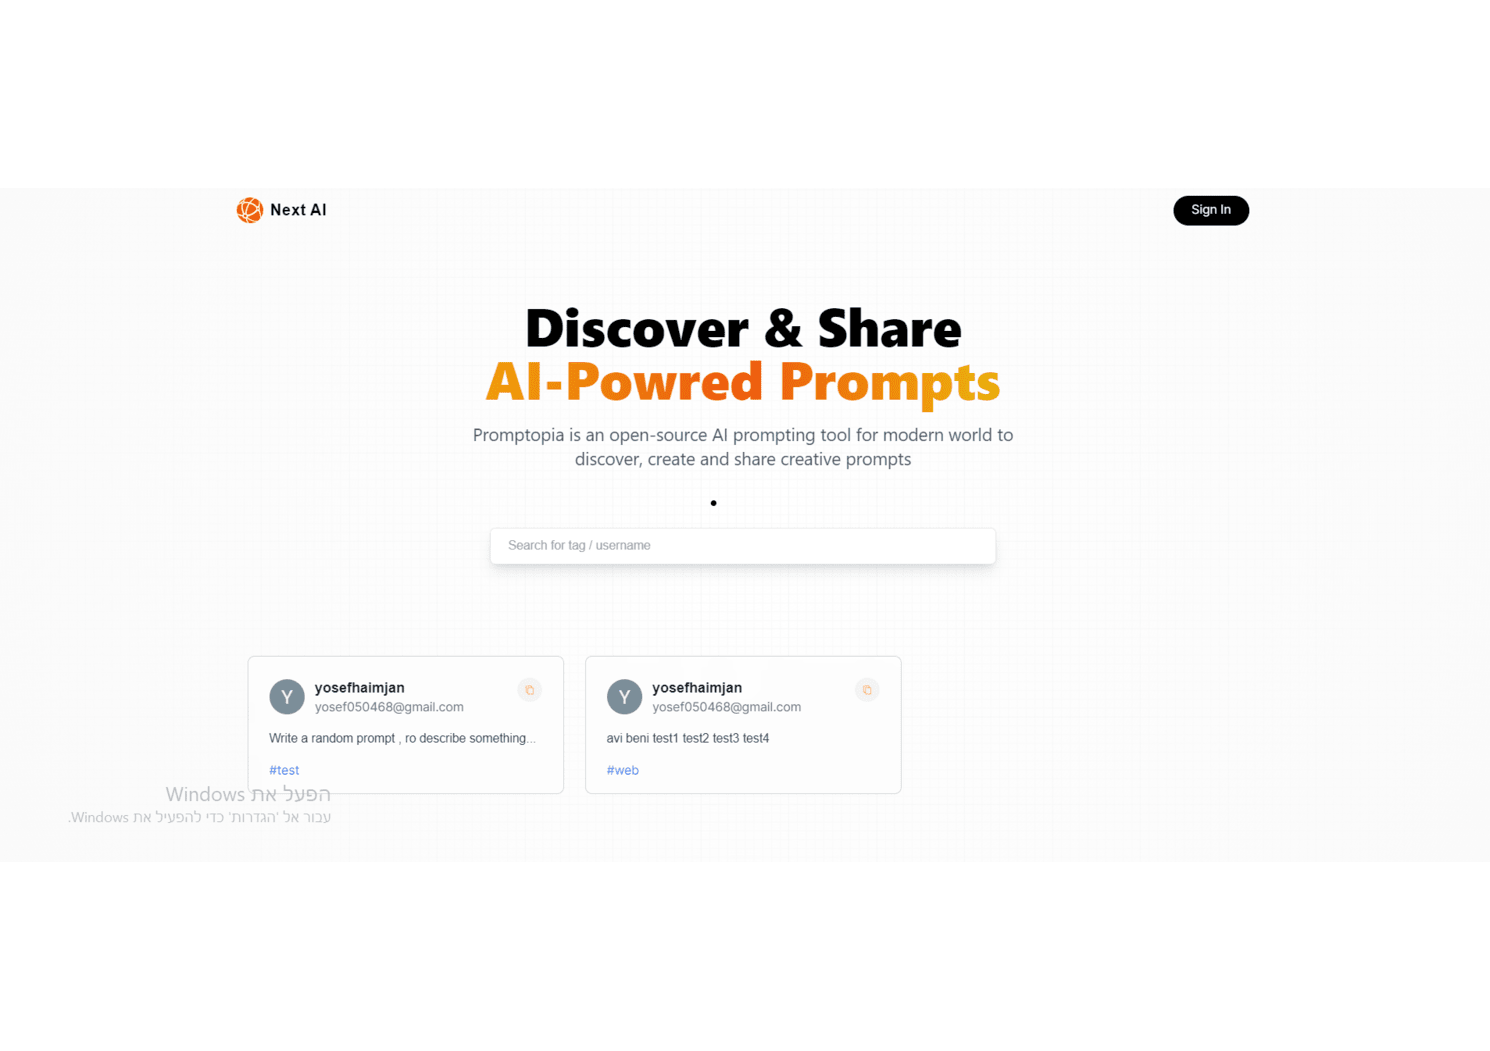 Next AI
Sign In
Discover & Share
AI-Powred Prompts
Promptopia is an open-source AI prompting tool for modern world to
discover, create and share creative prompts
Search for tag / username
Y
yosefhaimjan
yosef050468@gmail.com
Write a random prompt , ro describe something...
#test
Y
yosefhaimjan
yosef050468@gmail.com
avi beni test1 test2 test3 test4
#web
הפעל את Windows
עבור אל 'הגדרות' כדי להפעיל את Windows.